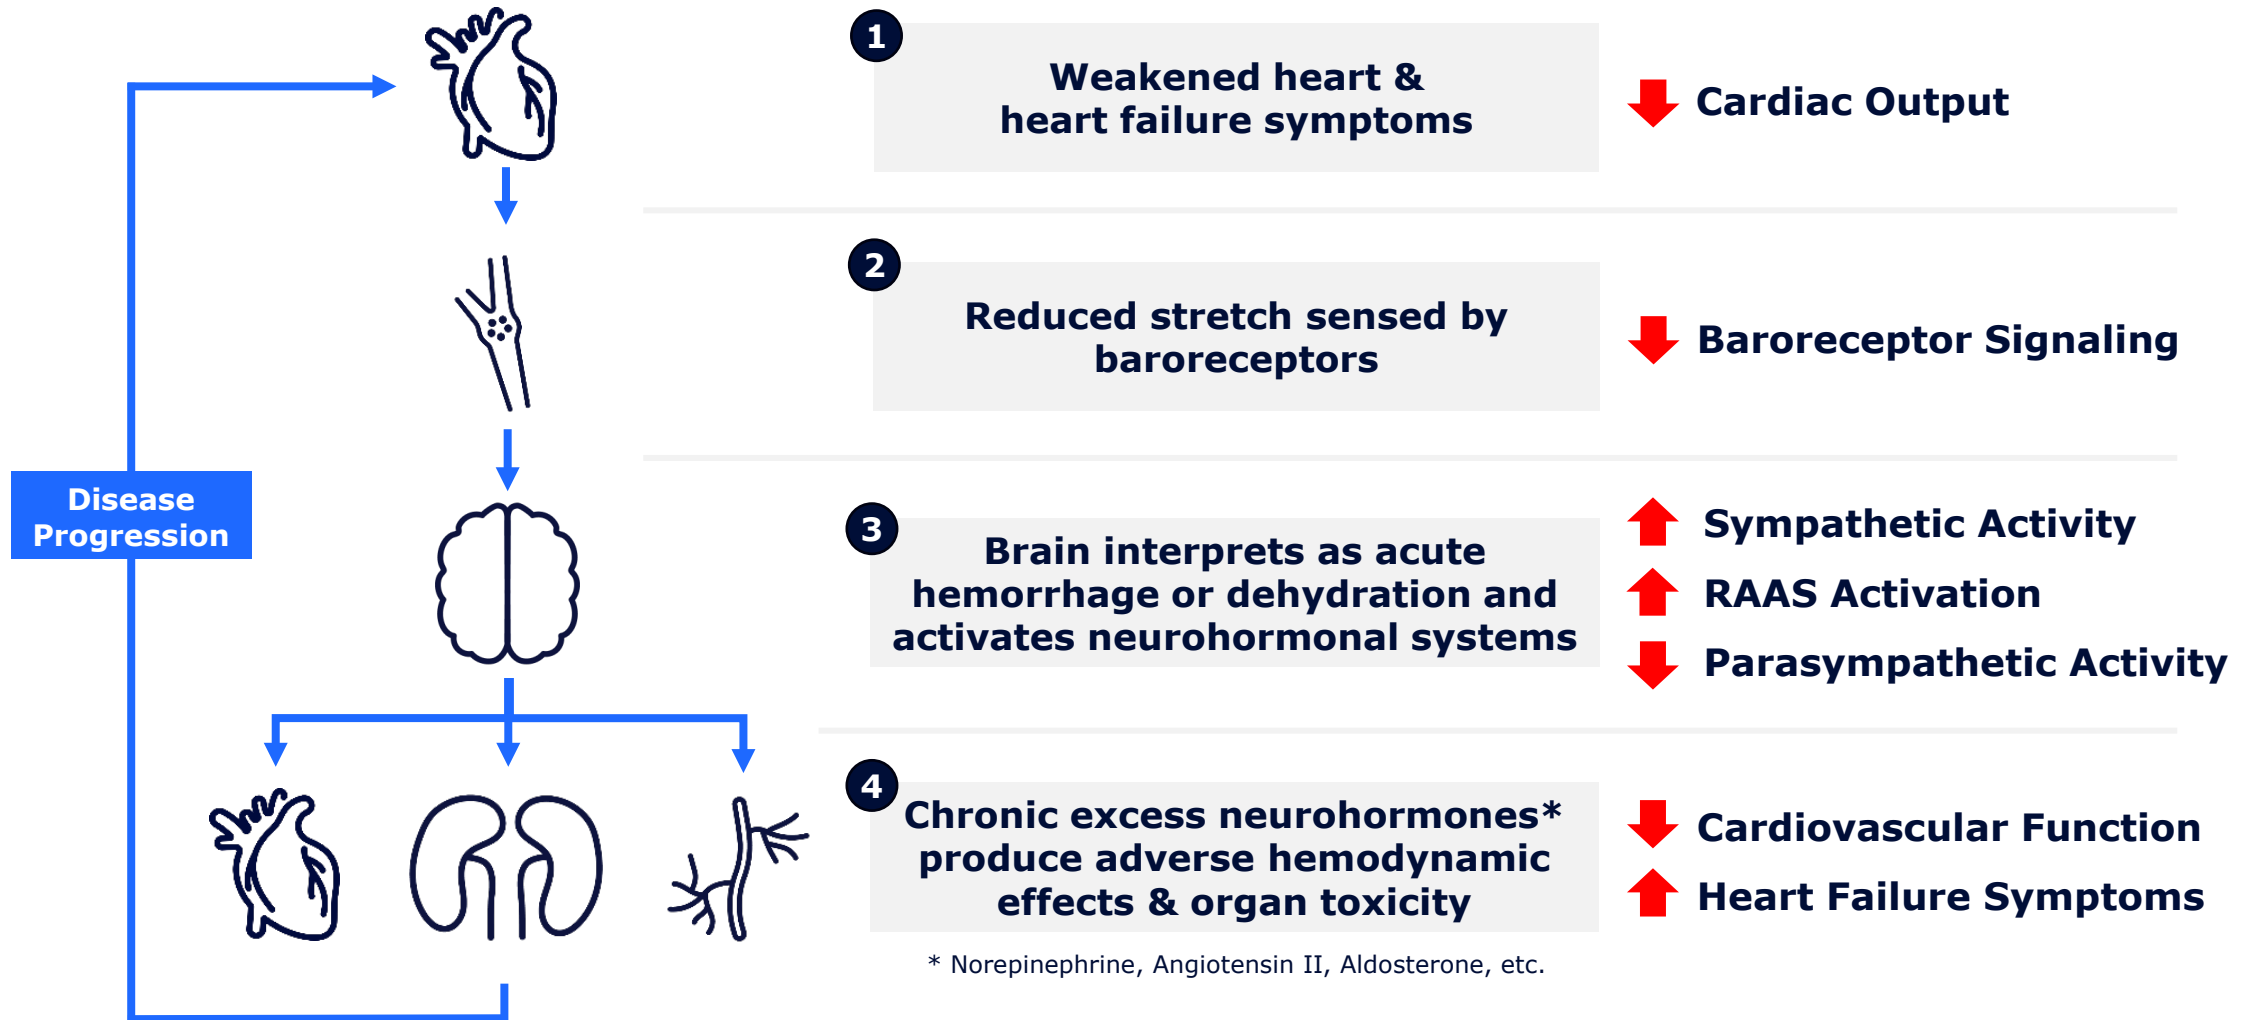 1
Weakened heart &
heart failure symptoms
Cardiac Output
2
Reduced stretch sensed by
baroreceptors
Baroreceptor Signaling
Disease
Progression
3
Brain interprets as acute
hemorrhage or dehydration and
activates neurohormonal systems
Sympathetic Activity
RAAS Activation
Parasympathetic Activity
4
Chronic excess neurohormones*
produce adverse hemodynamic
effects & organ toxicity
Cardiovascular Function
Heart Failure Symptoms
* Norepinephrine, Angiotensin II, Aldosterone, etc.